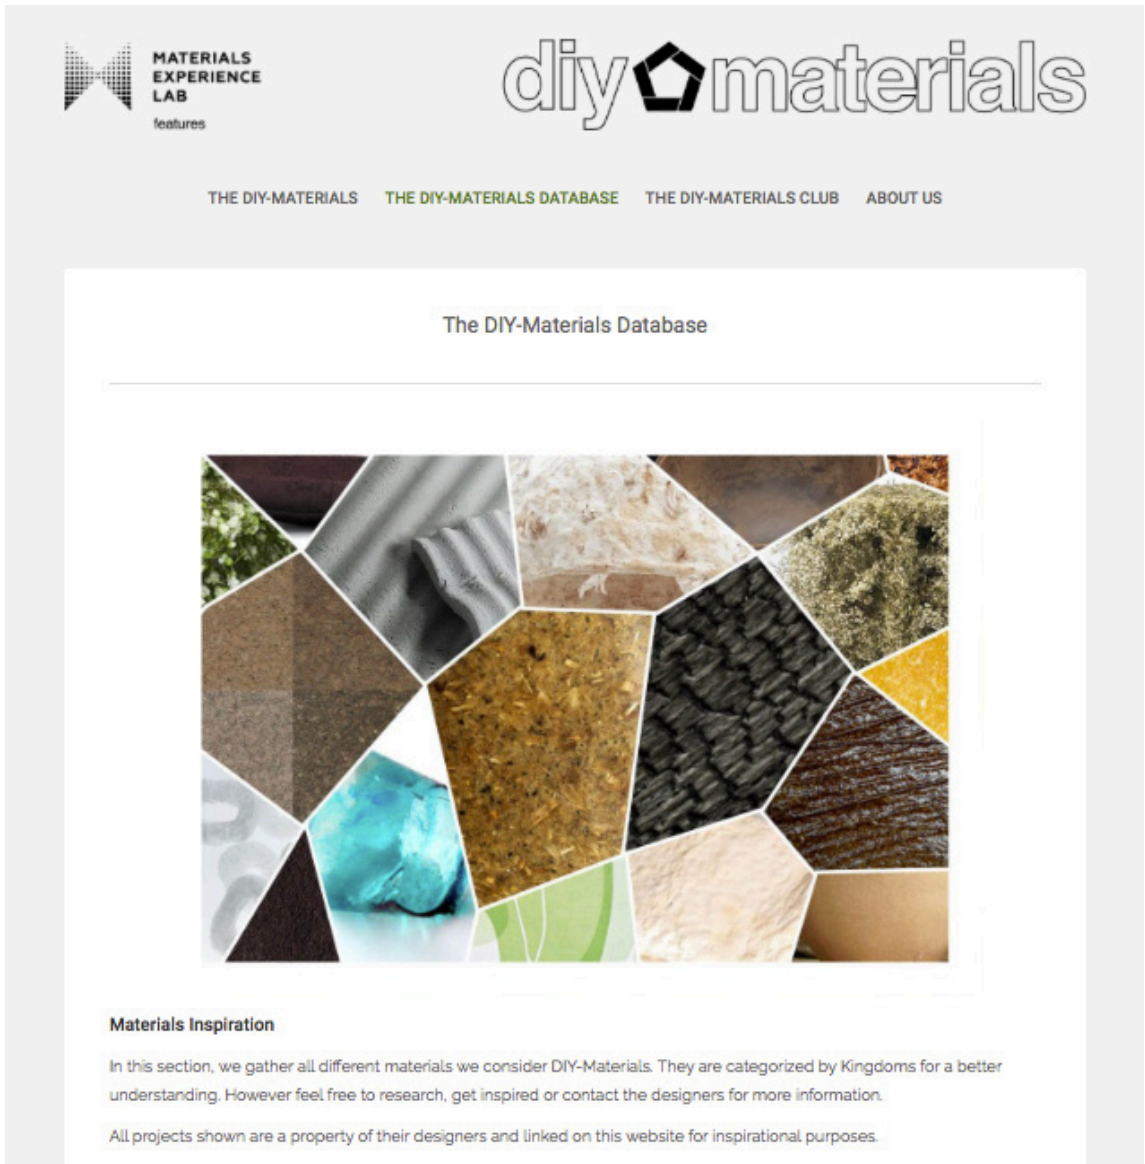 MATERIALS
EXPERIENCE
LAB
features
diy materials
THE DIY-MATERIALS THE DIY-MATERIALS DATABASE THE DIY-MATERIALS CLUB ABOUT US
The DIY-Materials Database
Materials Inspiration
In this section, we gather all different materials we consider DIY-Materials. They are categorized by Kingdoms for a better
understanding. However feel free to research, get inspired or contact the designers for more information.
All projects shown are a property of their designers and linked on this website for inspirational purposes.